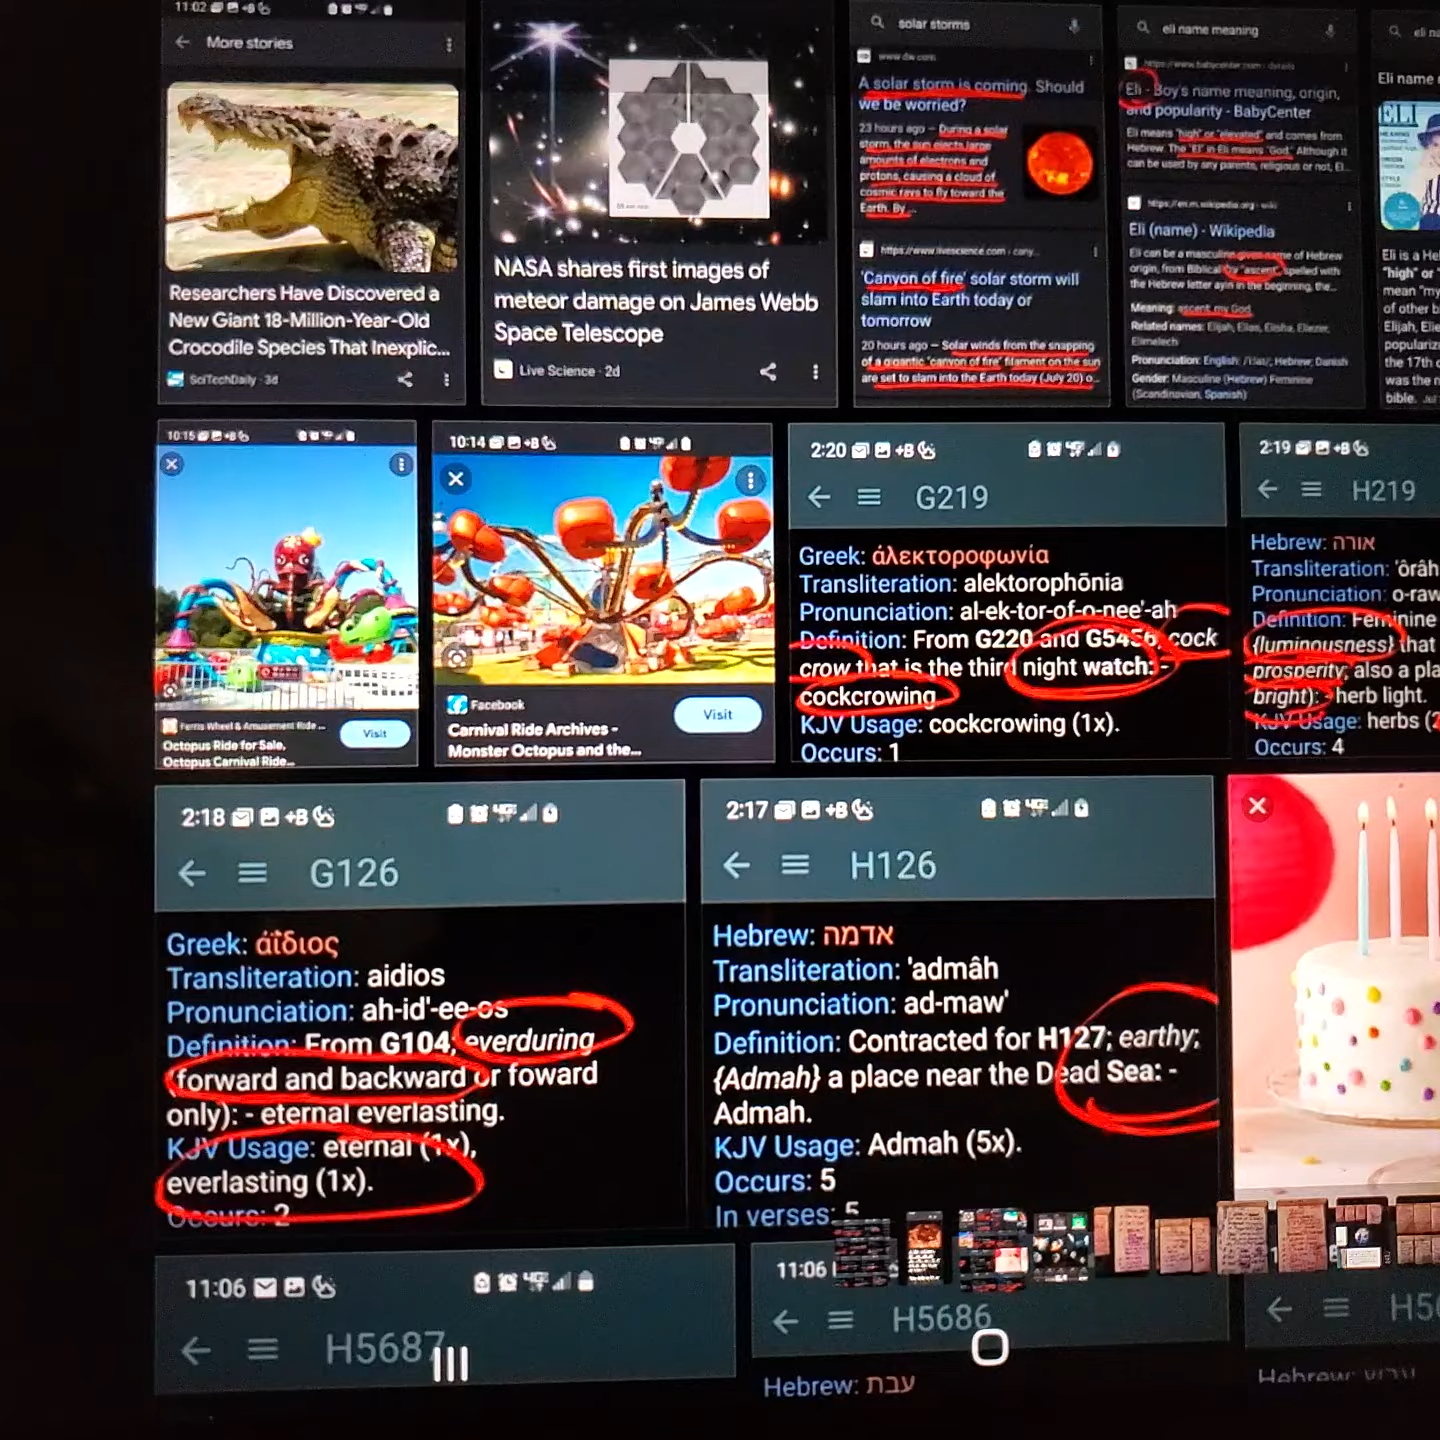 11:02
More stories
Researchers Have Discovered a
New Giant 18-Million-Year-Old
Crocodile Species That Inexplic...
SciTechDaily · 3d
NASA shares first images of
meteor damage on James Webb
Space Telescope
Live Science · 2d
solar storms
www.dw.com
A solar storm is coming. Should
we be worried?
23 hours ago — During a solar
storm, the sun ejects large
amounts of electrons and
protons, causing a cloud of
cosmic rays to fly toward the
Earth. By ...
https://www.livescience.com › cany...
'Canyon of fire' solar storm will
slam into Earth today or
tomorrow
20 hours ago — Solar winds from the snapping
of a gigantic "canyon of fire" filament on the sun
are set to slam into the Earth today (July 20) o...
eli name meaning
https://www.babycenter.com › details
Eli - Boy's name meaning, origin,
and popularity - BabyCenter
Eli means "high" or "elevated" and comes from
Hebrew. The "El" in Eli means "God." Although it
can be used by any parents, religious or not, El...
https://en.m.wikipedia.org › wiki
Eli (name) - Wikipedia
Eli can be a masculine given name of Hebrew
origin, from Biblical by "ascent", spelled with
the Hebrew letter ayin in the beginning, the...
Meaning: ascent, my God
Related names: Elijah, Elias, Elisha, Eliezer,
Elimelech
Pronunciation: English: Hebrew: Danish
Gender: Masculine (Hebrew) Feminine
(Scandinavian, Spanish)
eli na
Eli name
ELI
Eli is a He
"high" or
mean "my
of other b
Elijah, Elie
populariz
the 17th c
was the n
bible.
10:15 +B
Ferris Wheel & Amusement Ride ...
Octopus Ride for Sale,
Octopus Carnival Ride...
Visit
10:14 +B
Facebook
Carnival Ride Archives -
Monster Octopus and the...
Visit
2:20 +B
G219
Greek: ἀλεκτοροφωνία
Transliteration: alektorophōnia
Pronunciation: al-ek-tor-of-o-nee'-ah
Definition: From G220 and G5456; cock
crow that is the third night watch: -
cockcrowing
KJV Usage: cockcrowing (1x).
Occurs: 1
2:19 +B
H219
Hebrew: אורה
Transliteration: 'ôrâh
Pronunciation: o-raw
Definition: Feminine
{luminousness} that
prosperity; also a pla
bright): - herb light.
KJV Usage: herbs (2
Occurs: 4
2:18 +B
G126
Greek: ἀΐδιος
Transliteration: aidios
Pronunciation: ah-id'-ee-os
Definition: From G104; everduring
(forward and backward or foward
only): - eternal everlasting.
KJV Usage: eternal (1x),
everlasting (1x).
Occurs: 2
2:17 +B
H126
Hebrew: אדמה
Transliteration: 'admâh
Pronunciation: ad-maw'
Definition: Contracted for H127; earthy;
{Admah} a place near the Dead Sea: -
Admah.
KJV Usage: Admah (5x).
Occurs: 5
In verses: 5
11:06
H5687
11:06
H5686
Hebrew: עבת
H5
Hebrew: